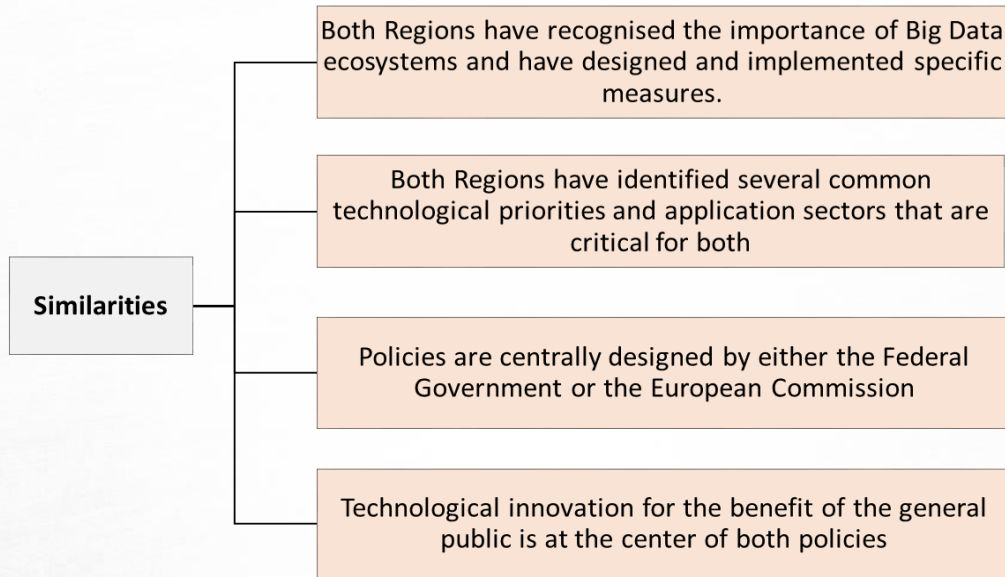 Both Regions have recognised the importance of Big Data
ecosystems and have designed and implemented specific
measures.
Both Regions have identified several common
technological priorities and application sectors that are
critical for both
Similarities
Policies are centrally designed by either the Federal
Government or the European Commission
Technological innovation for the benefit of the general
public is at the center of both policies